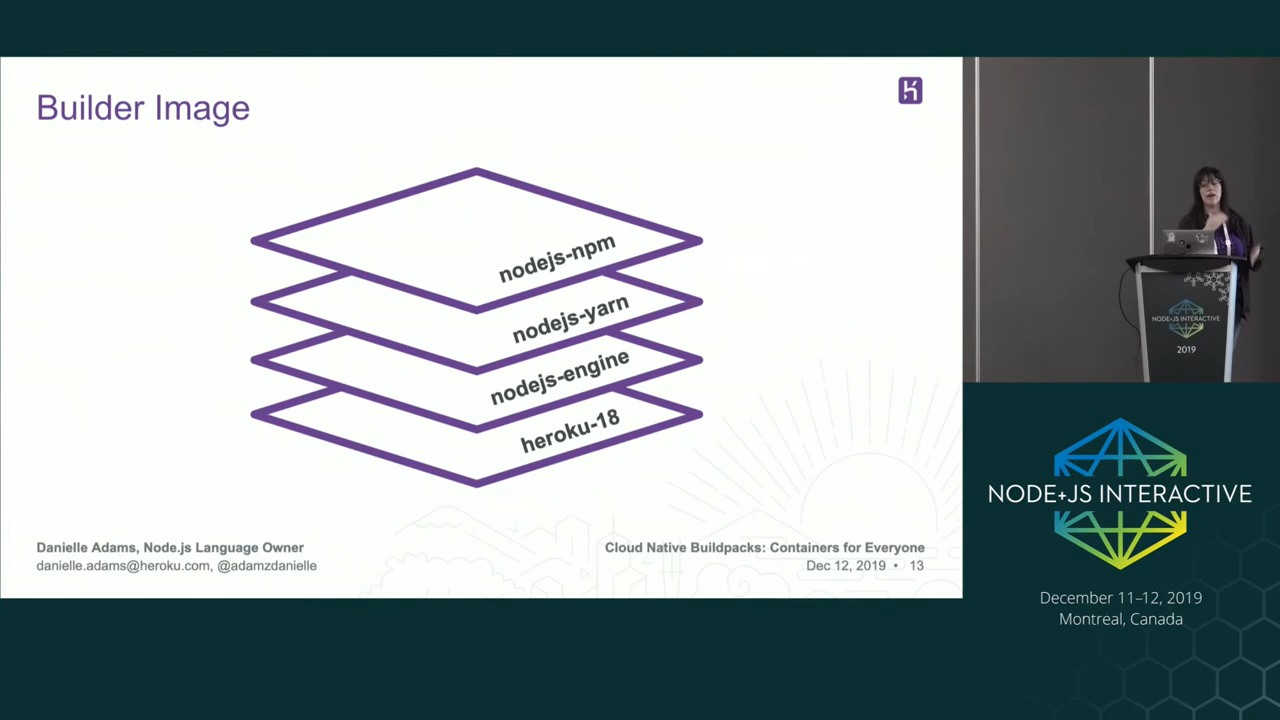 Builder Image
nodejs-npm
nodejs-yarn
nodejs-engine
heroku-18
Danielle Adams, Node.js Language Owner
danielle.adams@heroku.com, @adamzdanielle
Cloud Native Buildpacks: Containers for Everyone
Dec 12, 2019 • 13
NODE+JS INTERACTIVE
2019
NODE+JS INTERACTIVE
December 11–12, 2019
Montreal, Canada